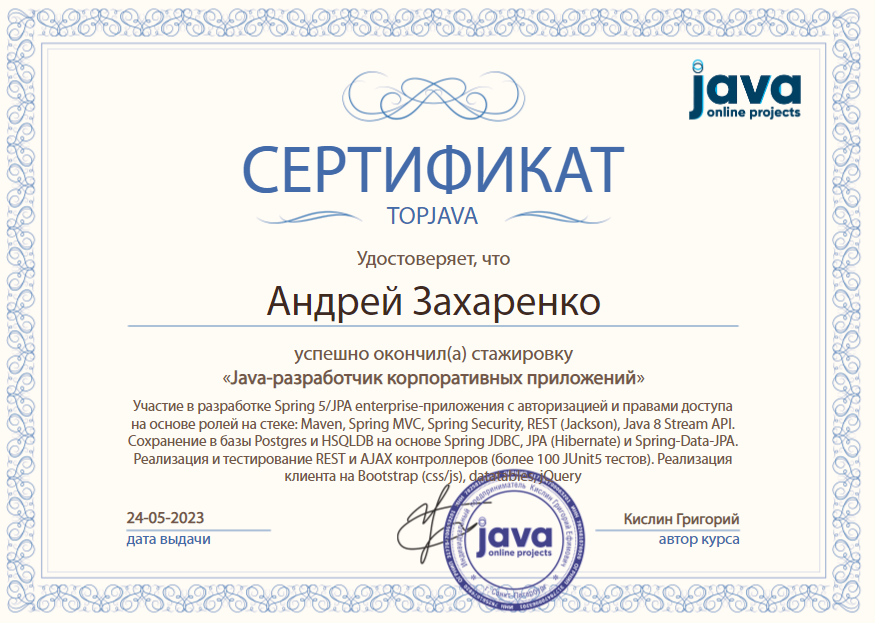 java
online projects
СЕРТИФИКАТ
TOPJAVA
Удостоверяет, что
Андрей Захаренко
успешно окончил(а) стажировку
«Java-разработчик корпоративных приложений»
Участие в разработке Spring 5/JPA enterprise-приложения с авторизацией и правами доступа
на основе ролей на стеке: Maven, Spring MVC, Spring Security, REST (Jackson), Java 8 Stream API.
Сохранение в базы Postgres и HSQLDB на основе Spring JDBC, JPA (Hibernate) и Spring-Data-JPA.
Реализация и тестирование REST и AJAX контроллеров (более 100 JUnit5 тестов). Реализация
клиента на Bootstrap (css/js), datatables, jQuery
24-05-2023
дата выдачи
Индивидуальный предприниматель Кислин Григорий Ефимович
java
online projects
Санкт-Петербург
Кислин Григорий
автор курса